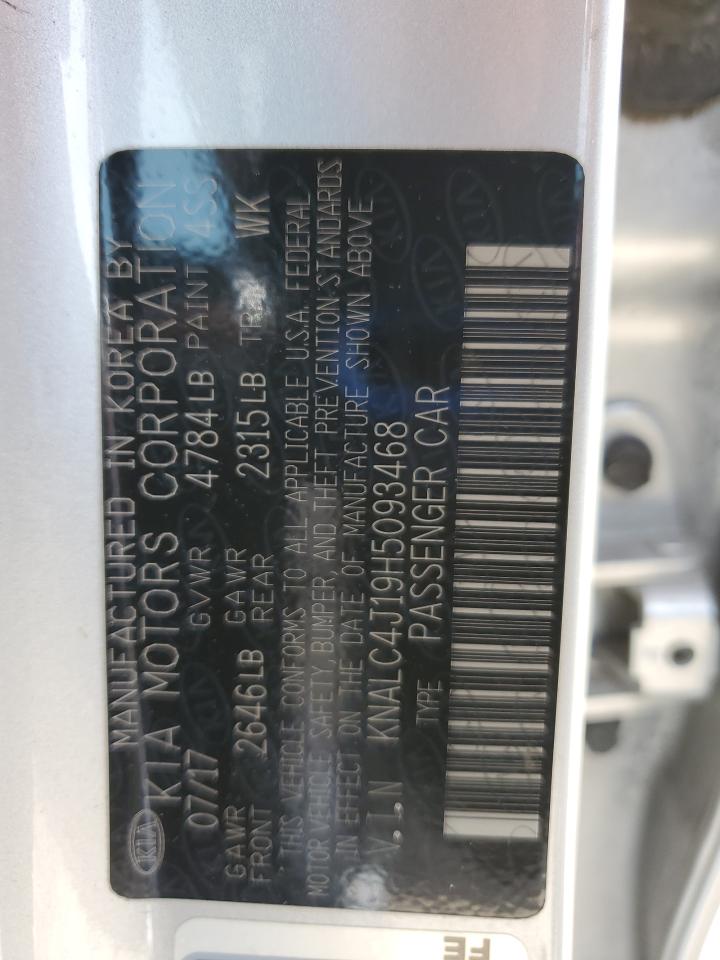 MANUFACTURED IN KOREA BY
KIA MOTORS CORPORATION
07/17 GVWR 4784LB PAINT 4SS
GAWR FRONT 2646LB GAWR REAR 2315LB WK
THIS VEHICLE CONFORMS TO ALL APPLICABLE U.S.A. FEDERAL
MOTOR VEHICLE SAFETY, BUMPER, AND THEFT PREVENTION STANDARDS
IN EFFECT ON THE DATE OF MANUFACTURE SHOWN ABOVE
V.I.N KNALC4J19H5093468
TYPE PASSENGER CAR
KIA